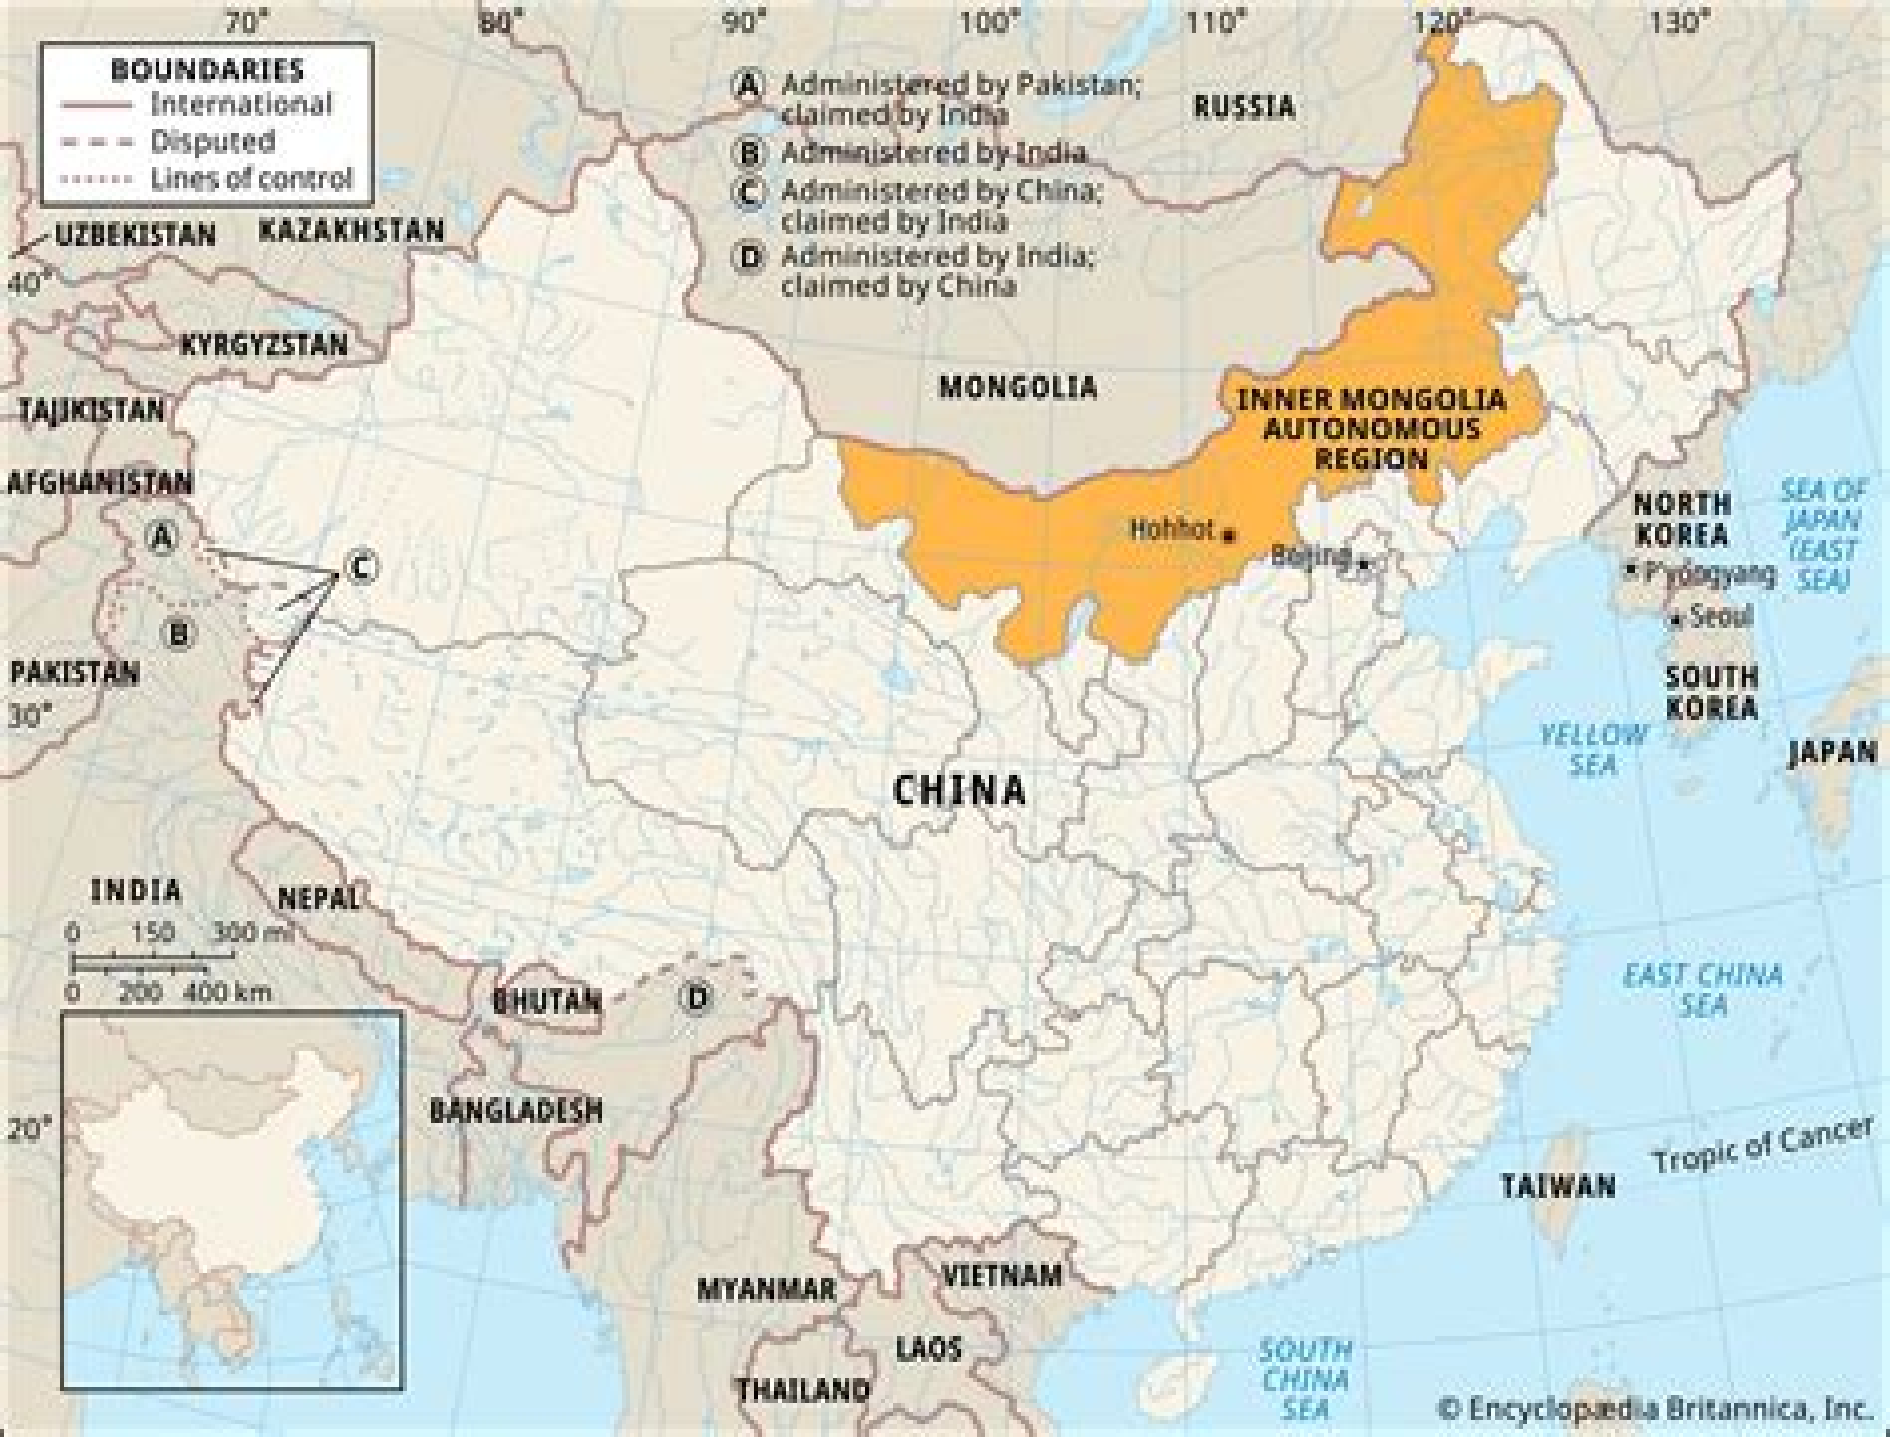 70° 80° 90° 100° 110° 120° 130°
BOUNDARIES
International
Disputed
Lines of control
A Administered by Pakistan;
claimed by India
B Administered by India
C Administered by China;
claimed by India
D Administered by India;
claimed by China
RUSSIA
UZBEKISTAN
KAZAKHSTAN
40°
KYRGYZSTAN
MONGOLIA
TAJIKISTAN
INNER MONGOLIA
AUTONOMOUS
REGION
AFGHANISTAN
A
C
B
Hohhot
Beijing
NORTH
KOREA
P'yŏngyang
Seoul
SEA OF
JAPAN
(EAST
SEA)
PAKISTAN
30°
SOUTH
KOREA
YELLOW
SEA
JAPAN
CHINA
INDIA
NEPAL
0 150 300 mi
0 200 400 km
BHUTAN
D
EAST CHINA
SEA
BANGLADESH
20°
Tropic of Cancer
TAIWAN
MYANMAR
VIETNAM
LAOS
THAILAND
SOUTH
CHINA
SEA
© Encyclopædia Britannica, Inc.